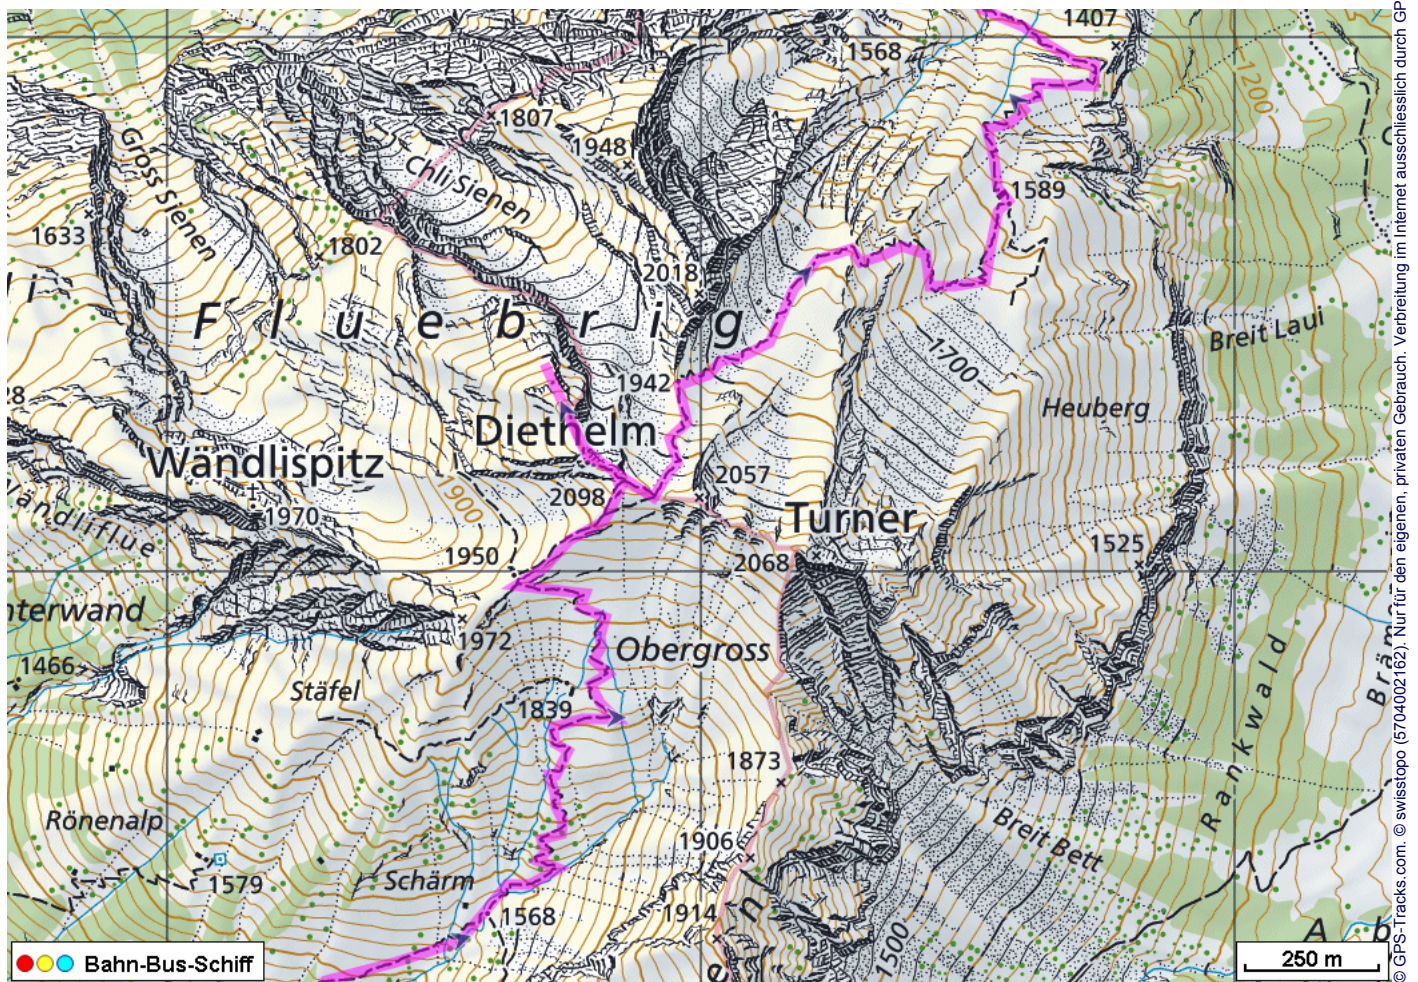 1407
1568
1200
1807
1948
Gross Sienen
Chli Sienen
1589
1633
1802
2018
l i
F l u e b r i g
Breit Laui
1700
1942
Heuberg
Diethelm
Wändlispitz
2057
1900
2098
1970
Turner
1950
1525
2068
1972
Obergross
1466
Stäfel
1839
Rankwald
1873
Rönenalp
Breit Bett
1906
Schärm
1579
1568
1914
1500
n
e
A b
Bahn-Bus-Schiff
250 m
© GPS-Tracks.com. © swisstopo (5704002162). Nur für den eigenen, privaten Gebrauch. Verbreitung im Internet ausschliesslich durch GP